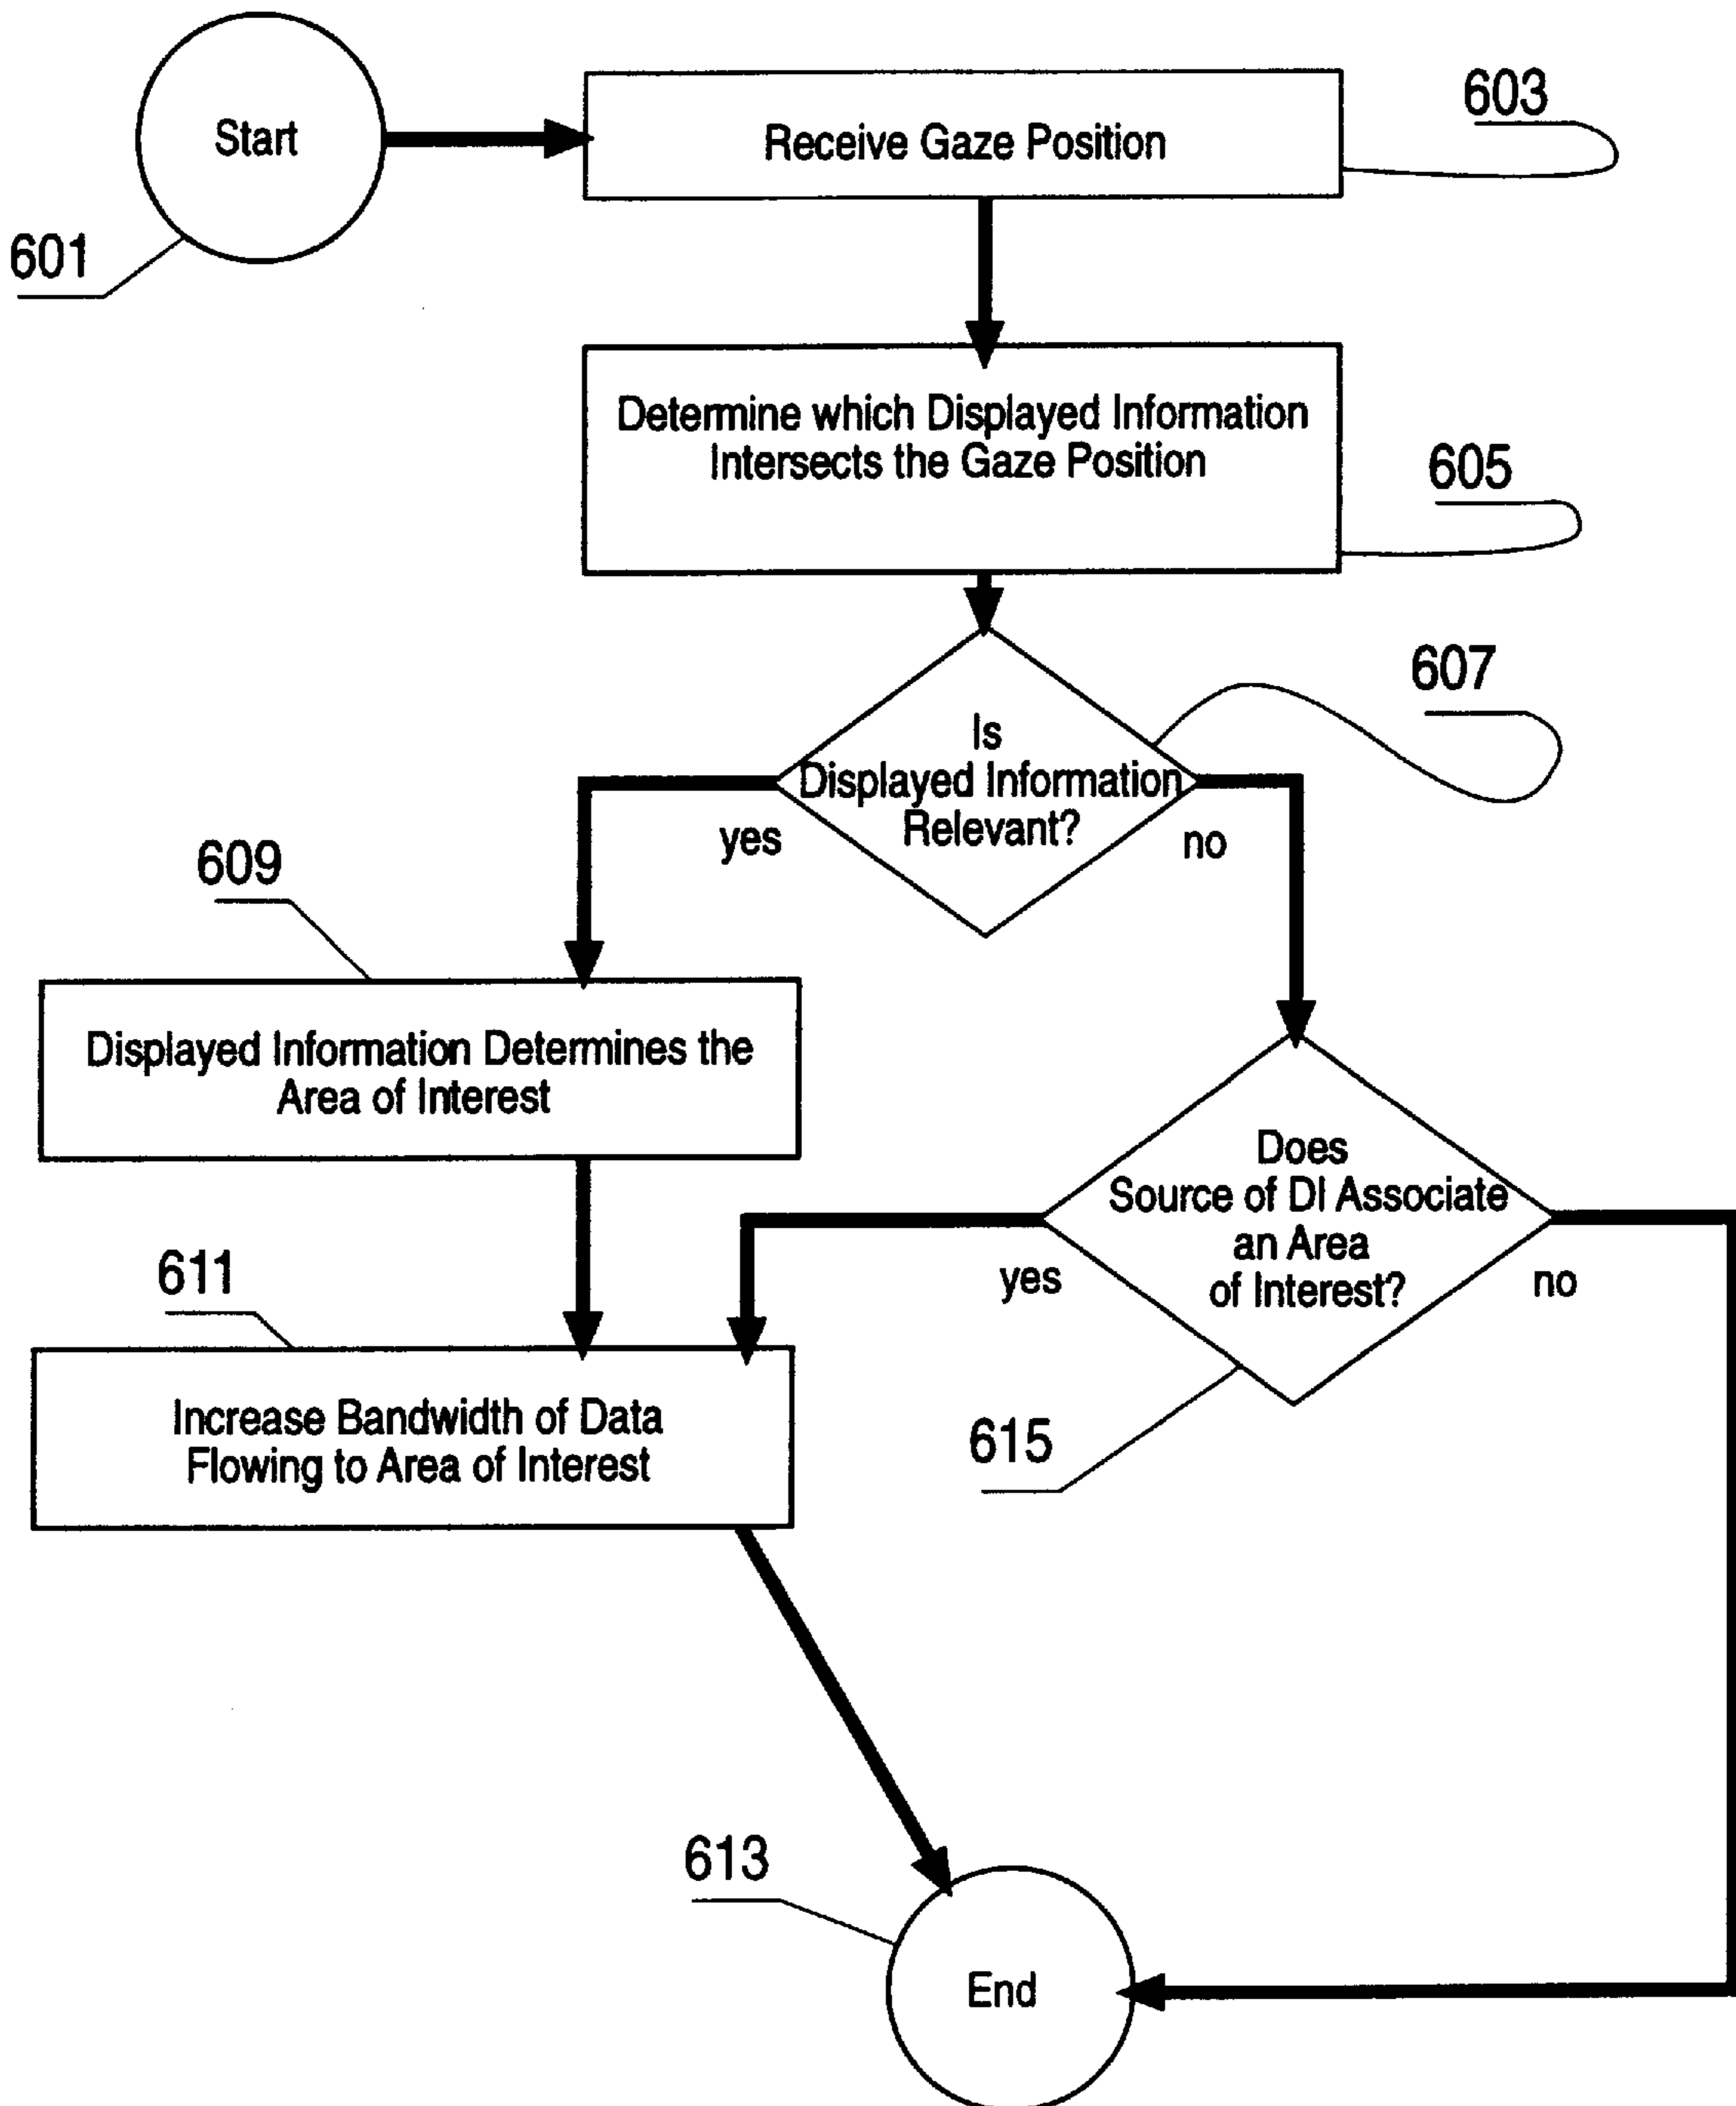 Start
601
Receive Gaze Position
603
Determine which Displayed Information
Intersects the Gaze Position
605
Is
Displayed Information
Relevant?
607
yes
no
609
Displayed Information Determines the
Area of Interest
Does
Source of DI Associate
an Area
of Interest?
yes
no
615
611
Increase Bandwidth of Data
Flowing to Area of Interest
613
End